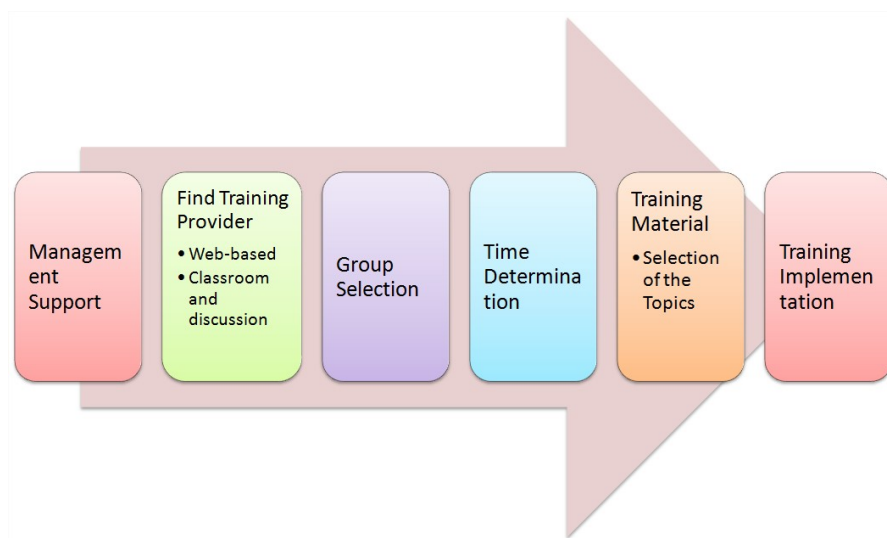 Managem
ent
Support
Find Training
Provider
• Web-based
• Classroom
and
discussion
Group
Selection
Time
Determina
tion
Training
Material
• Selection
of the
Topics
Training
Implemen
tation